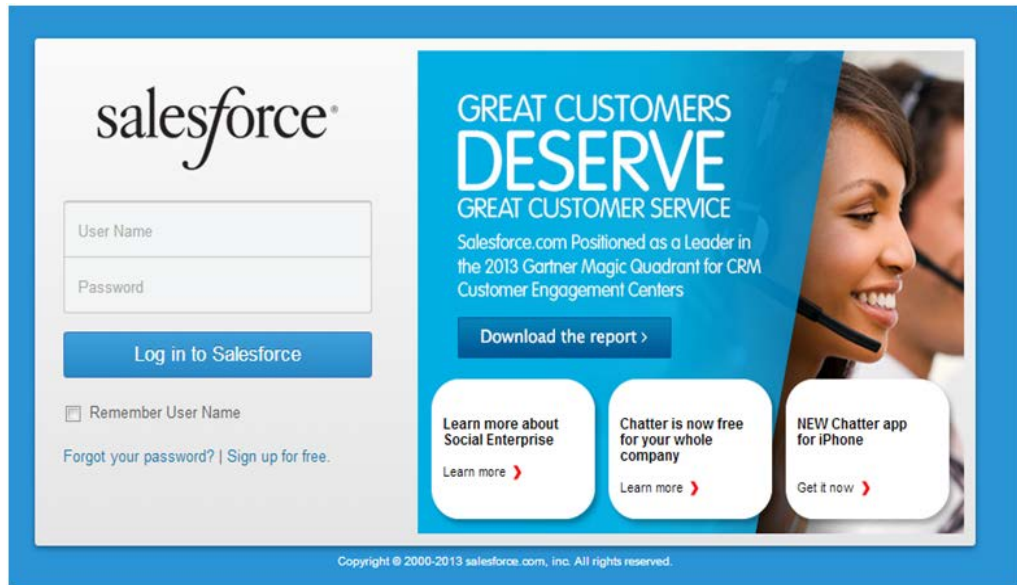 salesforce®
User Name
Password
Log in to Salesforce
Remember User Name
Forgot your password? | Sign up for free.
GREAT CUSTOMERS
DESERVE
GREAT CUSTOMER SERVICE
Salesforce.com Positioned as a Leader in
the 2013 Gartner Magic Quadrant for CRM
Customer Engagement Centers
Download the report ›
Learn more about
Social Enterprise
Learn more ❯
Chatter is now free
for your whole
company
Learn more ❯
NEW Chatter app
for iPhone
Get it now ❯
Copyright © 2000-2013 salesforce.com, inc. All rights reserved.